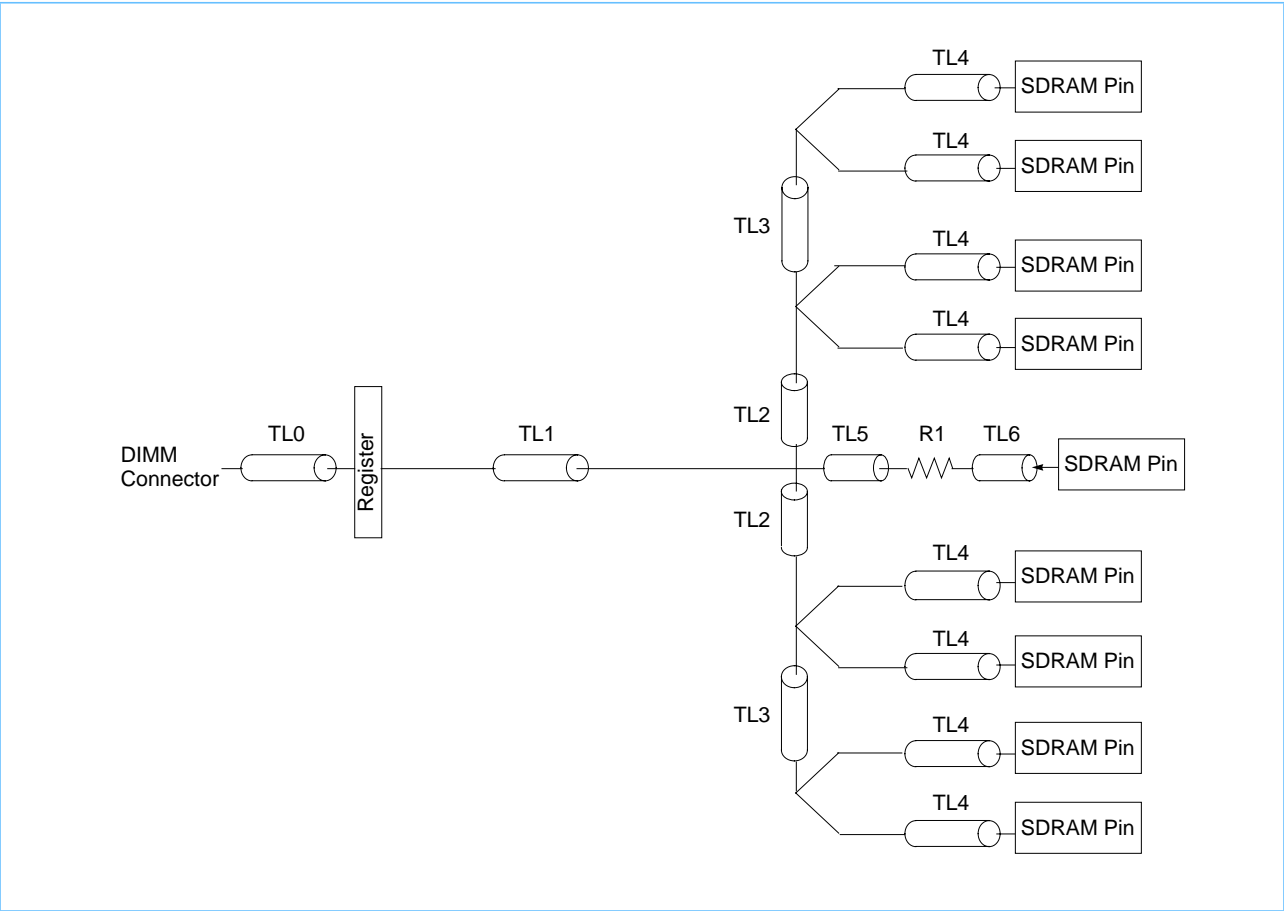 TL4
SDRAM Pin
TL4
SDRAM Pin
TL3
TL4
SDRAM Pin
TL4
SDRAM Pin
TL2
DIMM
Connector
TL0
Register
TL1
TL5
R1
TL6
SDRAM Pin
TL2
TL4
SDRAM Pin
TL4
SDRAM Pin
TL3
TL4
SDRAM Pin
TL4
SDRAM Pin